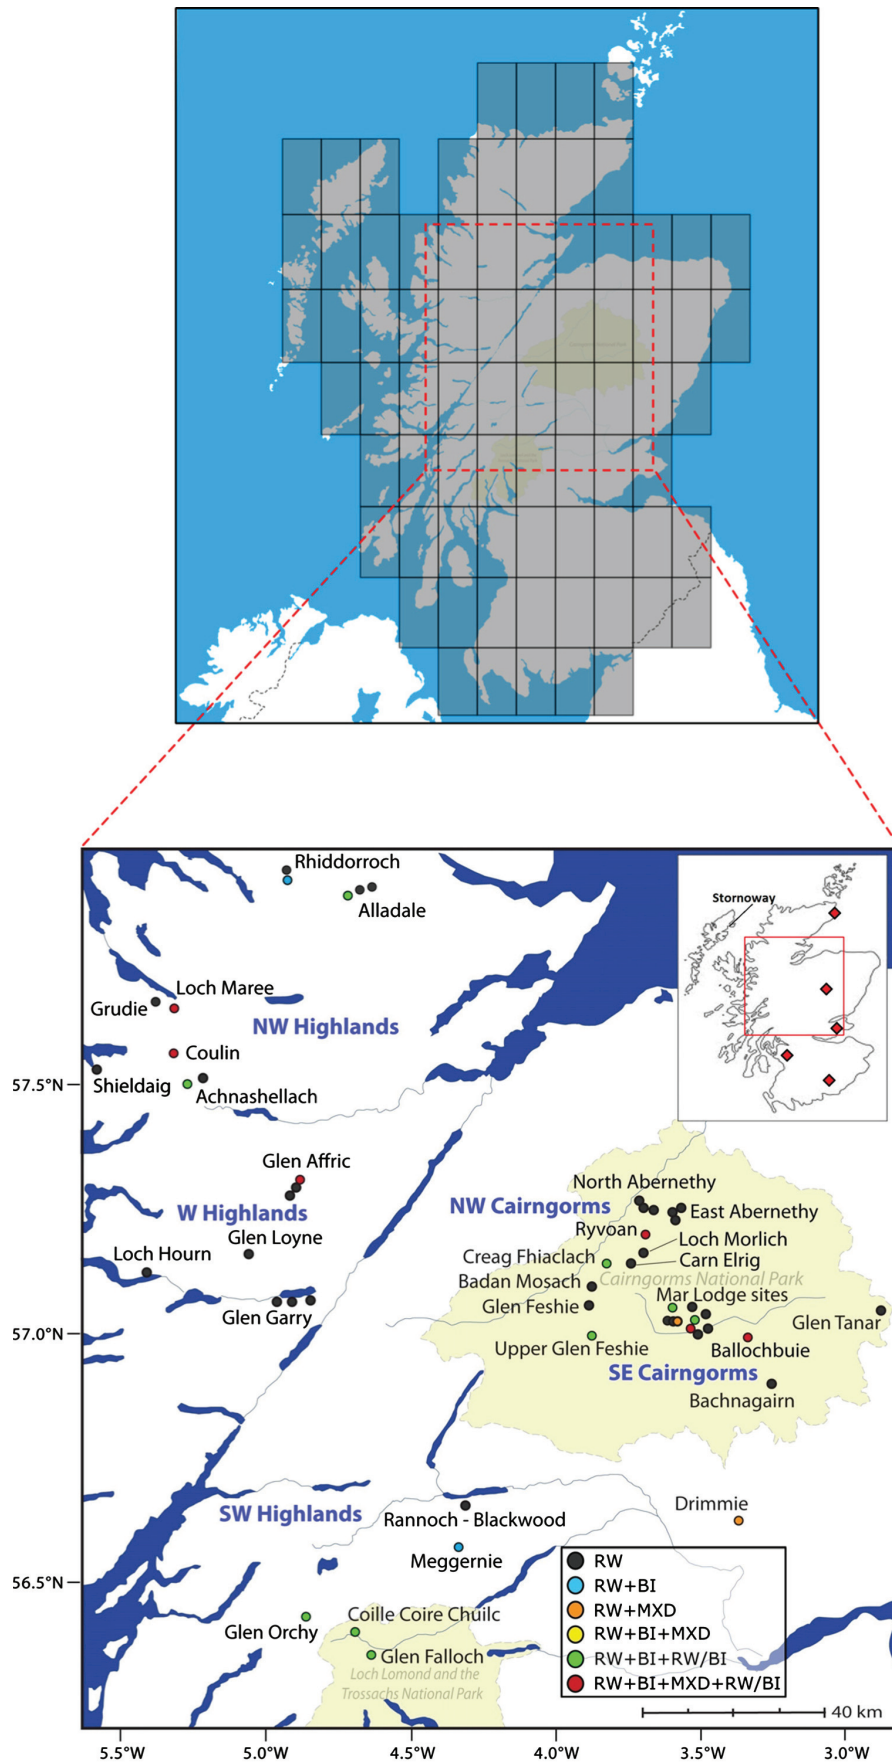 Rhiddorroch
Alladale
Stornoway
Loch Maree
Grudie
NW Highlands
Coulin
Shieldaig
Achnashellach
57.5°N
Glen Affric
North Abernethy
W Highlands
NW Cairngorms
East Abernethy
Glen Loyne
Ryvoan
Loch Morlich
Loch Hourn
Creag Fhiaclach
Carn Elrig
Badan Mosach
Cairngorms National Park
Glen Feshie
Mar Lodge sites
Glen Garry
Glen Tanar
57.0°N
Upper Glen Feshie
Ballochbuie
SE Cairngorms
Bachnagairn
SW Highlands
Rannoch - Blackwood
Drimmie
Meggernie
56.5°N
RW
RW+BI
RW+MXD
RW+BI+MXD
RW+BI+RW/BI
RW+BI+MXD+RW/BI
Coille Coire Chuilc
Glen Orchy
Glen Falloch
Loch Lomond and the
Trossachs National Park
40 km
5.5°W
5.0°W
4.5°W
4.0°W
3.5°W
3.0°W